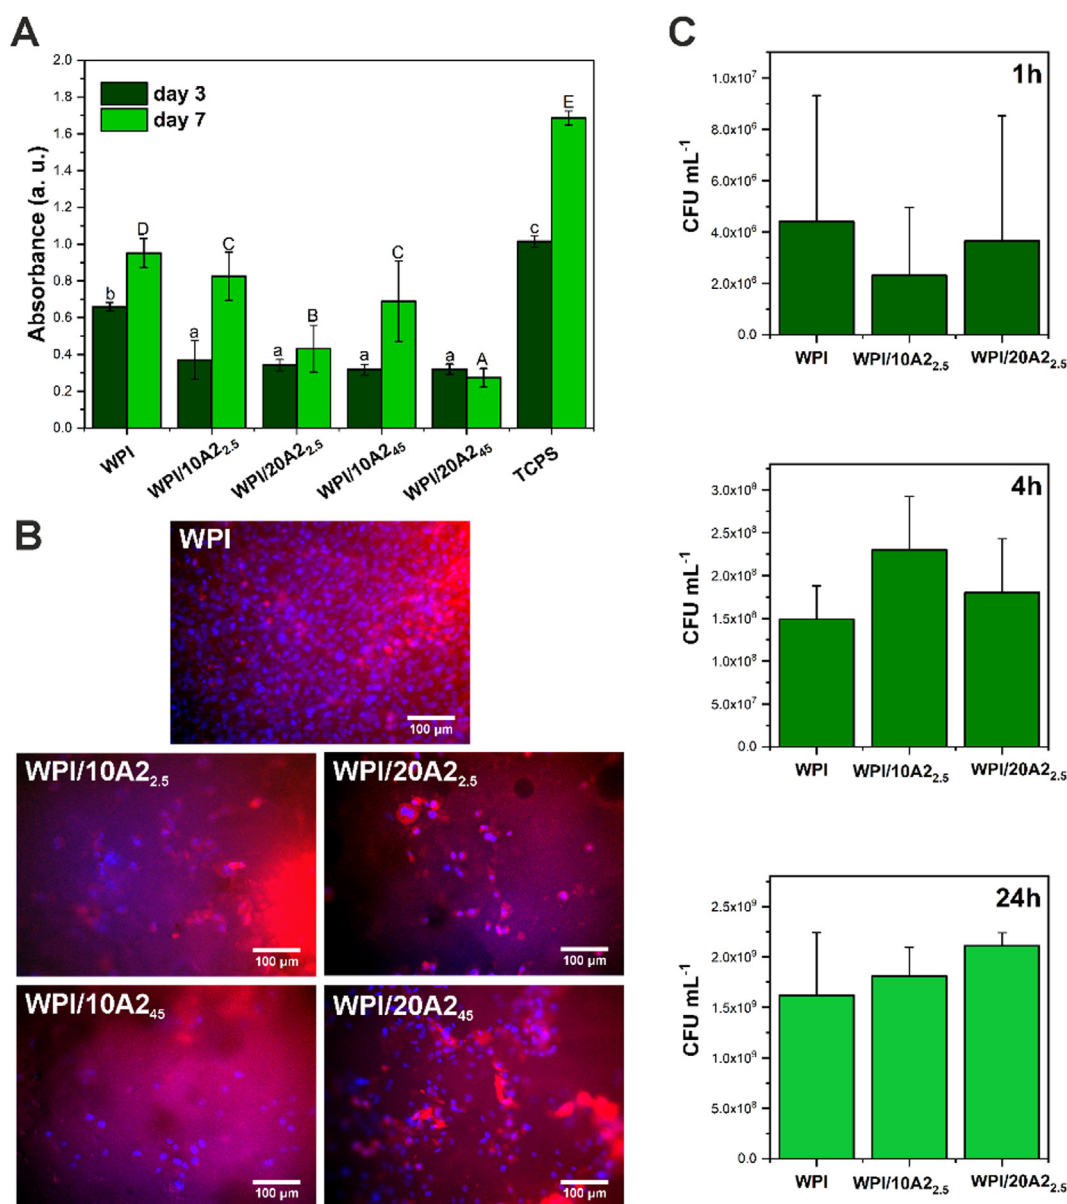 A
2.0
1.8
1.6
1.4
1.2
1.0
0.8
0.6
0.4
0.2
0.0
Absorbance (a. u.)
day 3
day 7
b
D
a
C
a
B
a
C
a
A
c
E
WPI
WPI/10A2₂.₅
WPI/20A2₂.₅
WPI/10A2₄₅
WPI/20A2₄₅
TCPS
B
WPI
100 µm
WPI/10A2₂.₅
100 µm
WPI/20A2₂.₅
100 µm
WPI/10A2₄₅
100 µm
WPI/20A2₄₅
100 µm
C
1h
1.0x10⁷
8.0x10⁶
6.0x10⁶
4.0x10⁶
2.0x10⁶
0.0
CFU mL⁻¹
WPI
WPI/10A2₂.₅
WPI/20A2₂.₅
4h
3.0x10⁸
2.5x10⁸
2.0x10⁸
1.5x10⁸
1.0x10⁸
5.0x10⁷
0.0
CFU mL⁻¹
WPI
WPI/10A2₂.₅
WPI/20A2₂.₅
24h
2.5x10⁹
2.0x10⁹
1.5x10⁹
1.0x10⁹
5.0x10⁸
0.0
CFU mL⁻¹
WPI
WPI/10A2₂.₅
WPI/20A2₂.₅